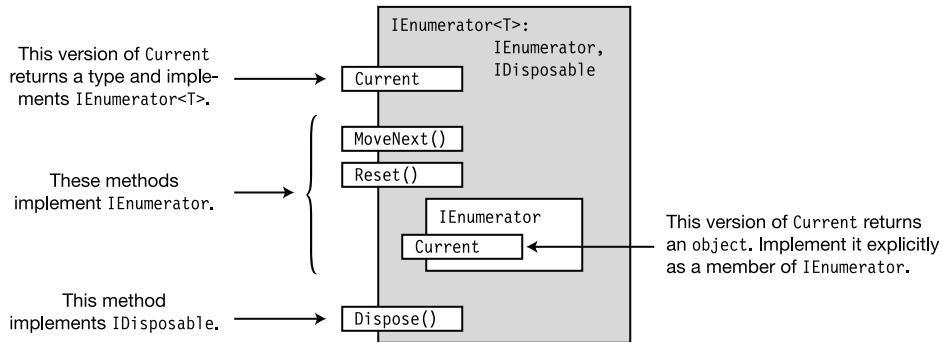 IEnumerator<T>:
IEnumerator,
IDisposable
This version of Current
returns a type and imple-
ments IEnumerator<T>.
Current
MoveNext()
Reset()
These methods
implement IEnumerator.
IEnumerator
Current
This version of Current returns
an object. Implement it explicitly
as a member of IEnumerator.
This method
implements IDisposable.
Dispose()